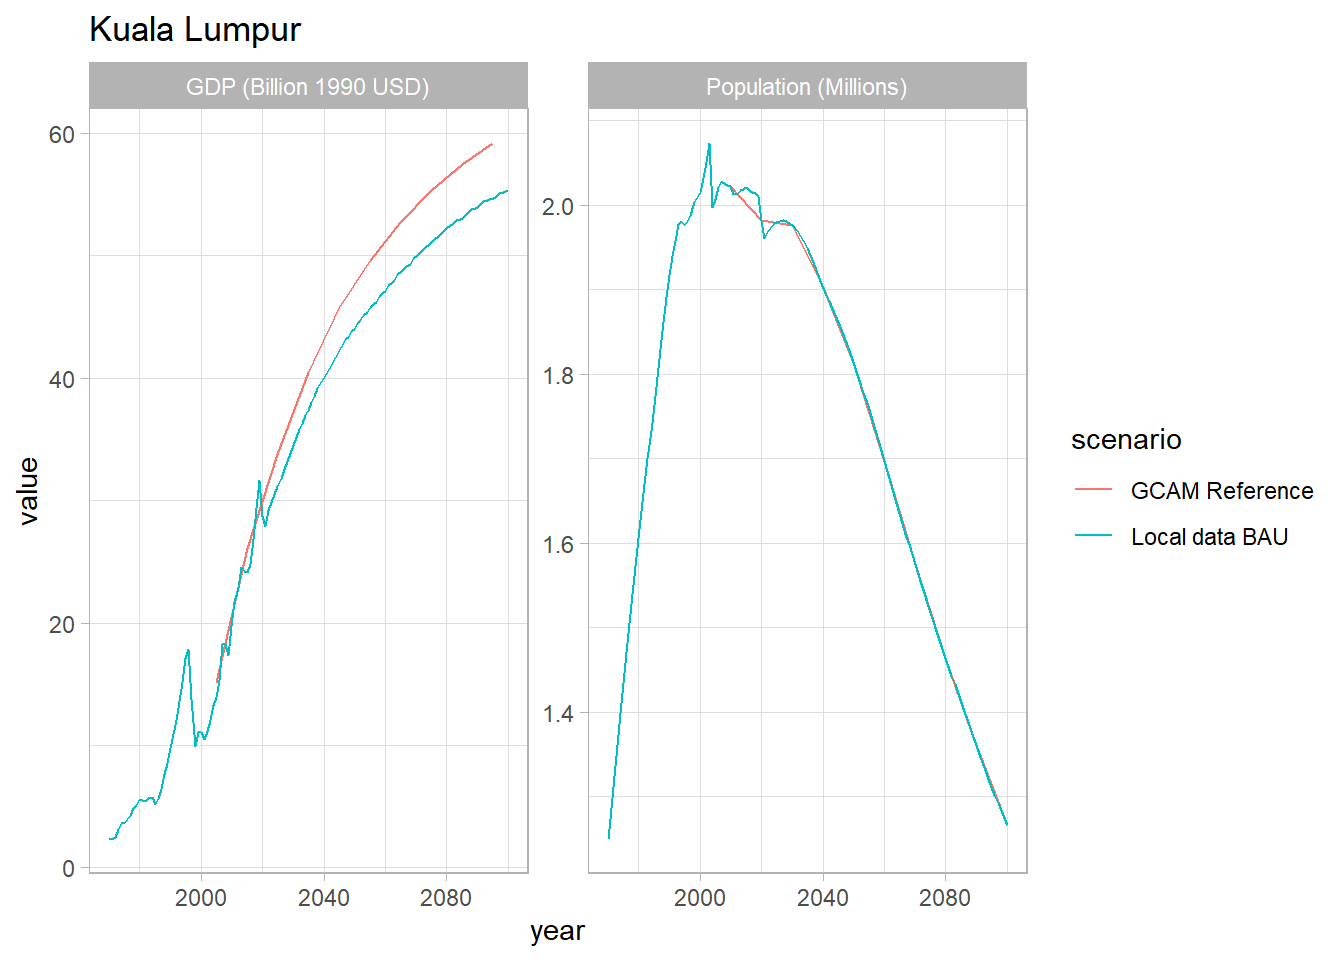 Kuala Lumpur
GDP (Billion 1990 USD)
Population (Millions)
60
40
20
0
2.0
1.8
1.6
1.4
value
2000 2040 2080
2000 2040 2080
year
scenario
GCAM Reference
Local data BAU